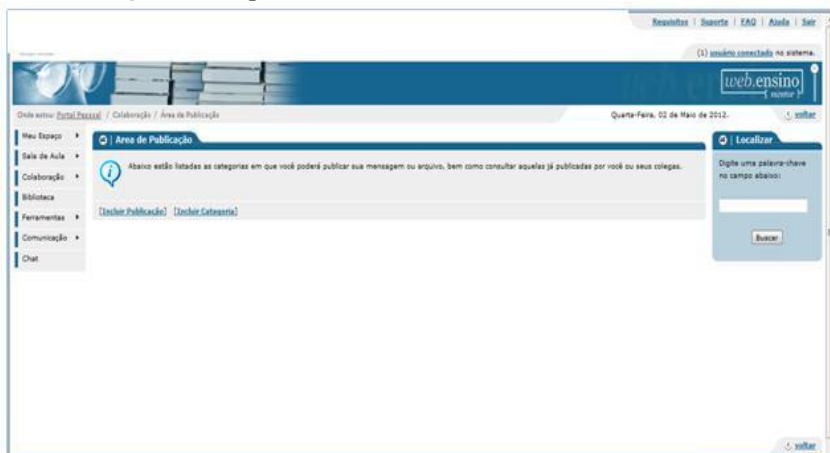 Requisitos | Suporte | FAQ | Ajuda | Sair
(1) usuário conectado no sistema.
web.ensino
{ mentor }
Onde estou: Portal Pessoal / Colaboração / Área de Publicação
Quarta-Feira, 02 de Maio de 2012.
voltar
Meu Espaço
Sala de Aula
Colaboração
Biblioteca
Ferramentas
Comunicação
Chat
| Area de Publicação
Abaixo estão listadas as categorias em que você poderá publicar sua mensagem ou arquivo, bem como consultar aquelas já publicadas por você ou seus colegas.
[Incluir Publicação] [Incluir Categoria]
| Localizar
Digite uma palavra-chave
no campo abaixo:
Buscar
voltar